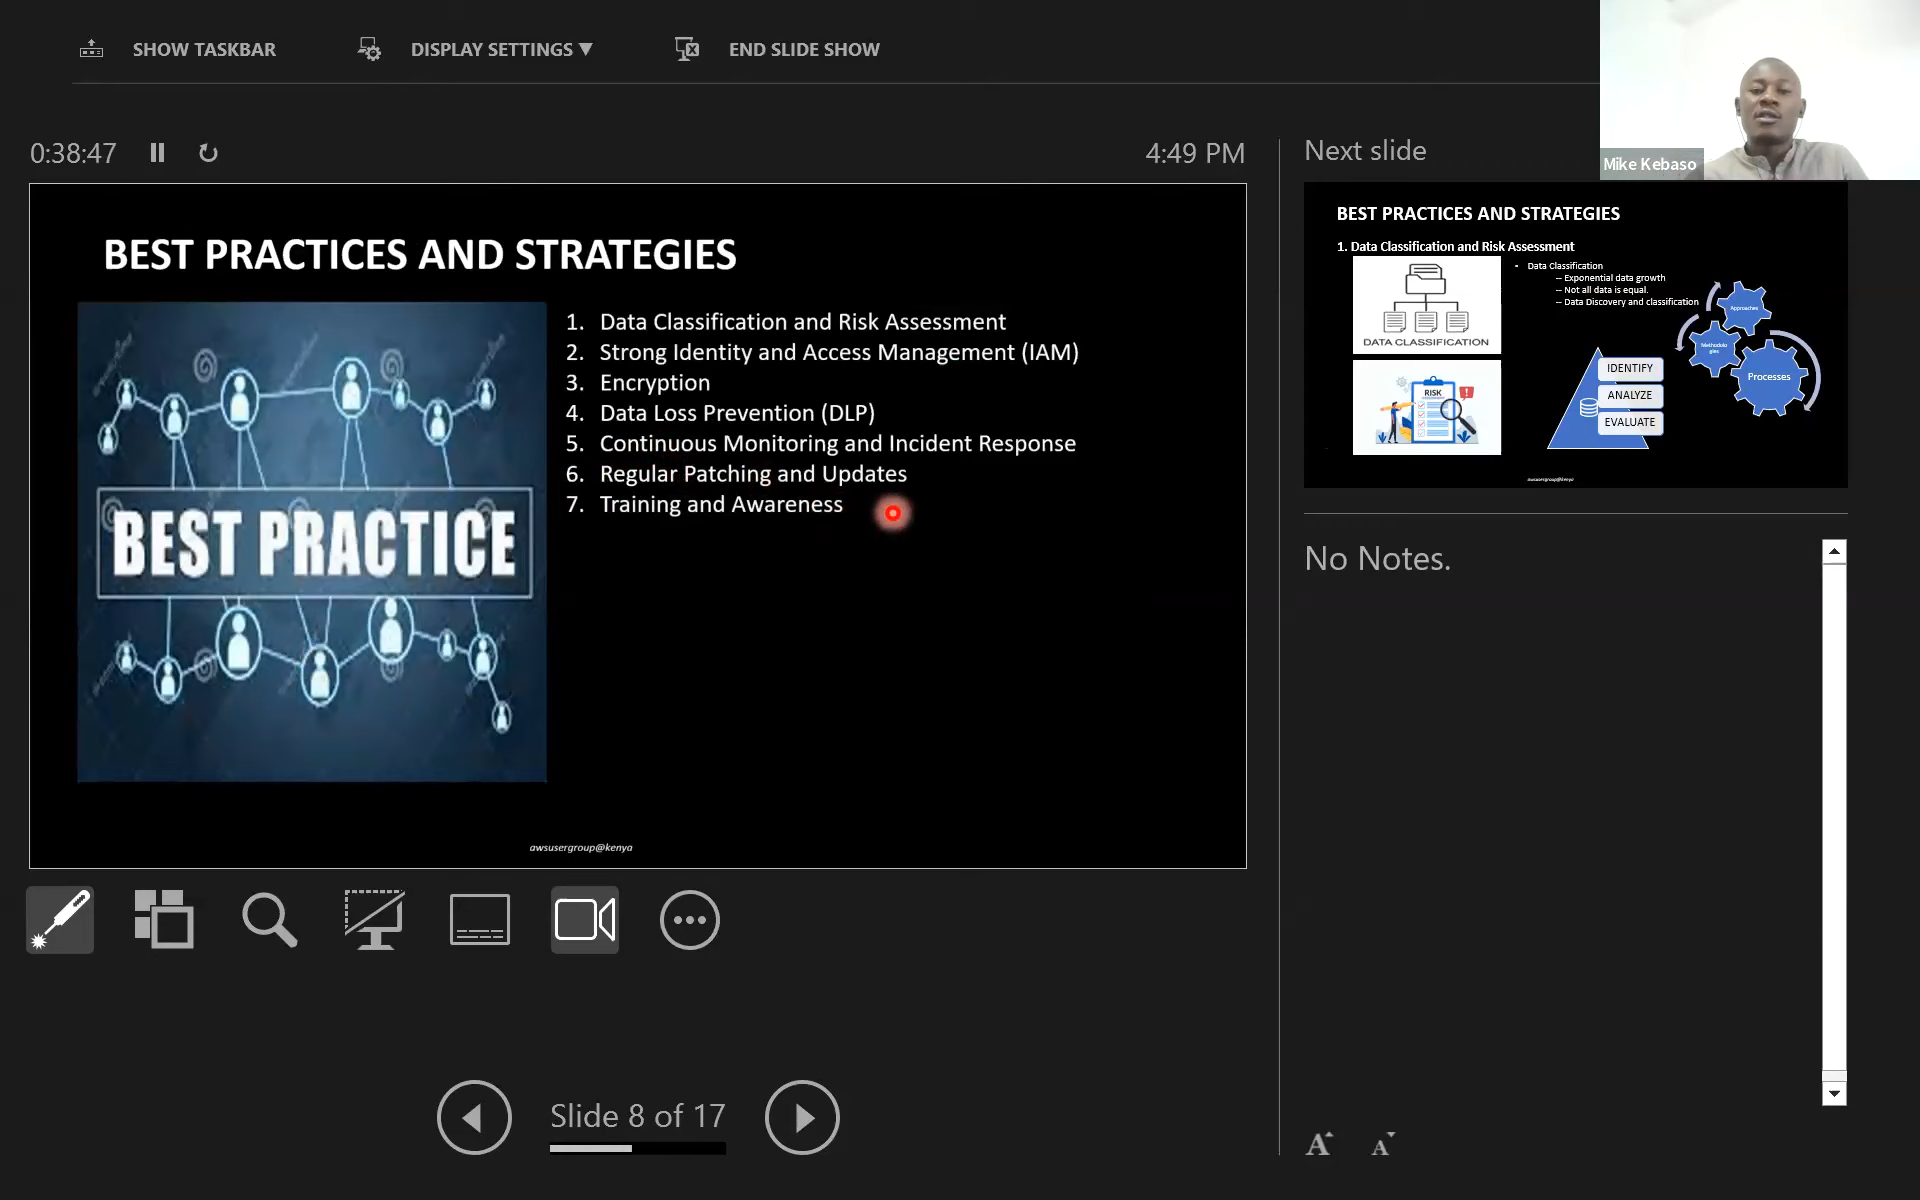 SHOW TASKBAR
DISPLAY SETTINGS ▼
END SLIDE SHOW
Mike Kebaso
0:38:47
4:49 PM
BEST PRACTICES AND STRATEGIES
BEST PRACTICE
1. Data Classification and Risk Assessment
2. Strong Identity and Access Management (IAM)
3. Encryption
4. Data Loss Prevention (DLP)
5. Continuous Monitoring and Incident Response
6. Regular Patching and Updates
7. Training and Awareness
awsusergroup@kenya
Slide 8 of 17
Next slide
BEST PRACTICES AND STRATEGIES
1. Data Classification and Risk Assessment
• Data Classification
– Exponential data growth
– Not all data is equal.
– Data Discovery and classification
DATA CLASSIFICATION
RISK
IDENTIFY
ANALYZE
EVALUATE
Approaches
Methodolo
gies
Processes
awsusergroup@kenya
No Notes.
A A